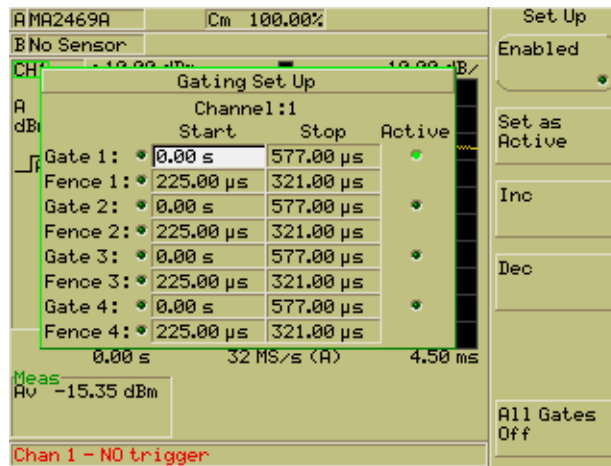 A MA2469A Cm 100.00% Set Up
B No Sensor
Enabled
CH1
Gating Set Up
Channel:1
A
dB
Start Stop Active
Set as
Active
Gate 1: 0.00 s 577.00 µs
Fence 1: 225.00 µs 321.00 µs
Inc
Gate 2: 0.00 s 577.00 µs
Fence 2: 225.00 µs 321.00 µs
Gate 3: 0.00 s 577.00 µs
Dec
Fence 3: 225.00 µs 321.00 µs
Gate 4: 0.00 s 577.00 µs
Fence 4: 225.00 µs 321.00 µs
0.00 s 32 MS/s (A) 4.50 ms
Meas
Av -15.35 dBm
All Gates
Off
Chan 1 - NO trigger